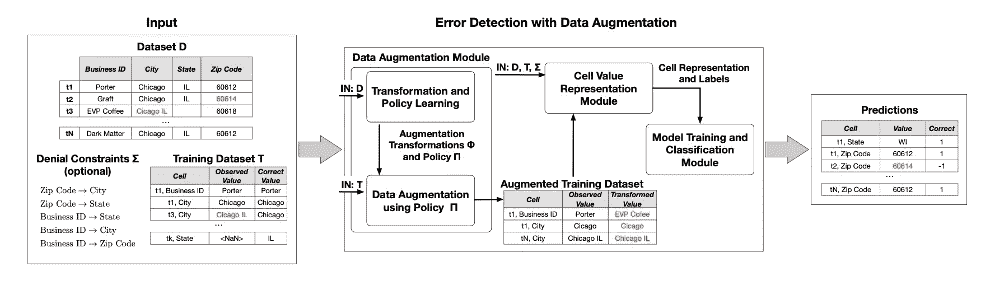 Input
Error Detection with Data Augmentation
Dataset D
Business ID City State Zip Code
t1 Porter Chicago IL 60612
t2 Graft Chicago IL 60614
t3 EVP Coffee Cicago IL 60618
...
tN Dark Matter Chicago IL 60612
Denial Constraints Σ
(optional)
Zip Code → City
Zip Code → State
Business ID → State
Business ID → City
Business ID → Zip Code
Training Dataset T
Cell Observed Value Correct Value
t1, Business ID Porter Porter
t1, City Chicago Chicago
t3, City Cicago IL Chicago
...
tk, State <NaN> IL
Data Augmentation Module
IN: D
Transformation and
Policy Learning
Augmentation
Transformations Φ
and Policy Π
IN: T
Data Augmentation
using Policy Π
IN: D, T, Σ
Cell Value
Representation
Module
Cell Representation
and Labels
Model Training and
Classification
Module
Augmented Training Dataset
Cell Observed Value Transformed Value
t1, Business ID Porter EVP Colee
t1, City Cicago Cicago
tN, City Chicago IL Chicago IL
Predictions
Cell Value Correct
t1, State WI 1
t1, Zip Code 60612 1
t2, Zip Code 60614 -1
...
tN, Zip Code 60612 1